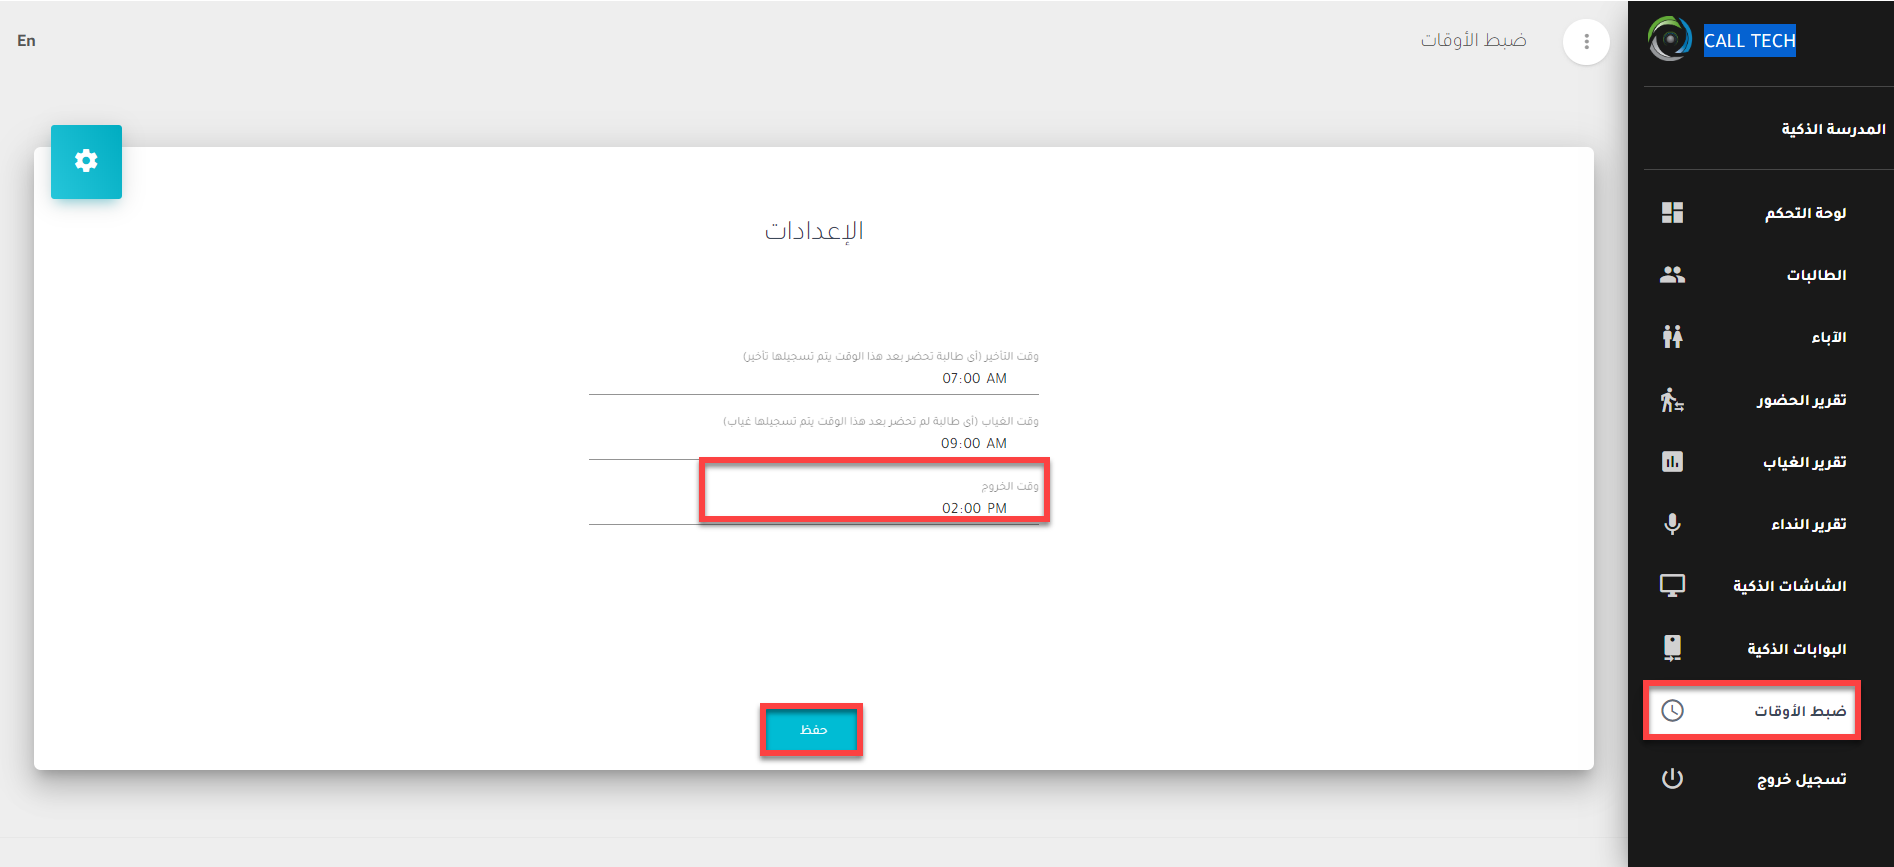 CALL TECH
المدرسة الذكية
لوحة التحكم
الطالبات
الآباء
تقرير الحضور
تقرير الغياب
تقرير النداء
الشاشات الذكية
البوابات الذكية
ضبط الأوقات
تسجيل خروج
ضبط الأوقات
En
الإعدادات
وقت التأخير (أى طالبة تحضر بعد هذا الوقت يتم تسجيلها تأخير)
07:00 AM
وقت الغياب (أى طالبة لم تحضر بعد هذا الوقت يتم تسجيلها غياب)
09:00 AM
وقت الخروج
02:00 PM
حفظ